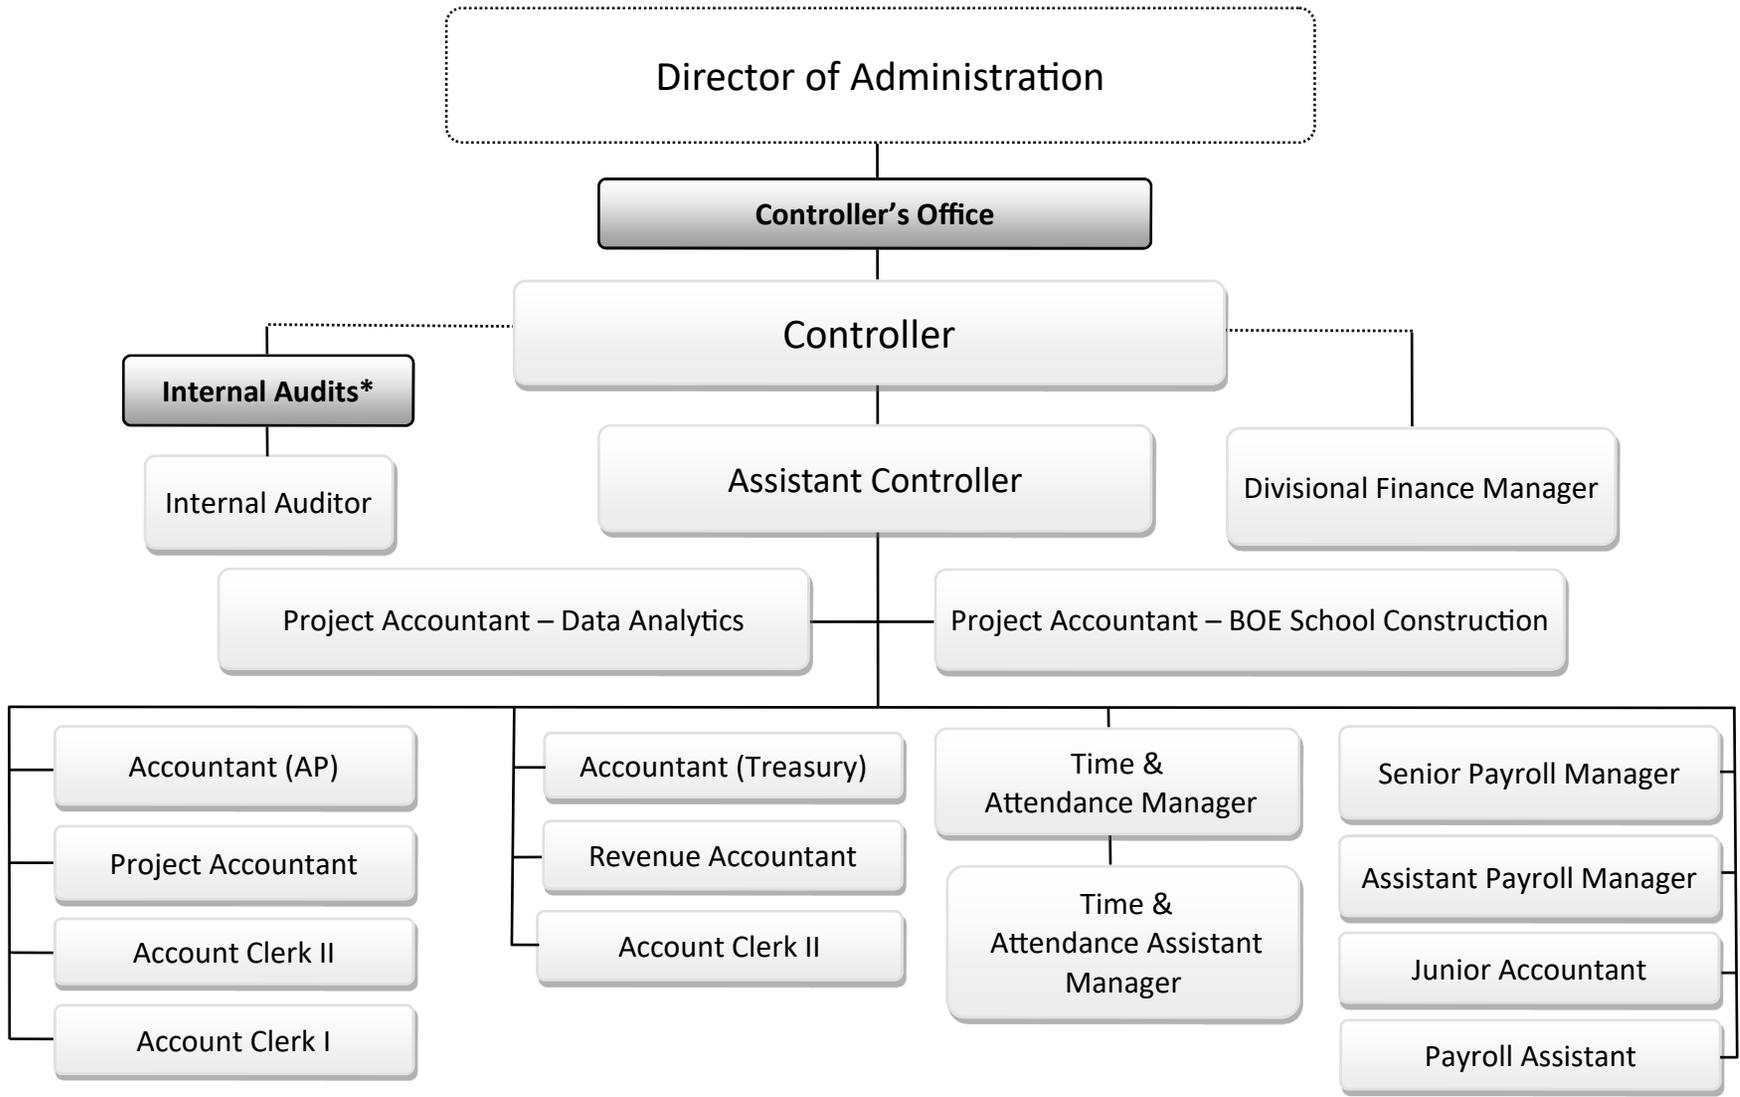 Director of Administration
Controller’s Office
Controller
Internal Audits*
Internal Auditor
Assistant Controller
Divisional Finance Manager
Project Accountant – Data Analytics
Project Accountant – BOE School Construction
Accountant (AP)
Project Accountant
Account Clerk II
Account Clerk I
Accountant (Treasury)
Revenue Accountant
Account Clerk II
Time &
Attendance Manager
Time &
Attendance Assistant
Manager
Senior Payroll Manager
Assistant Payroll Manager
Junior Accountant
Payroll Assistant